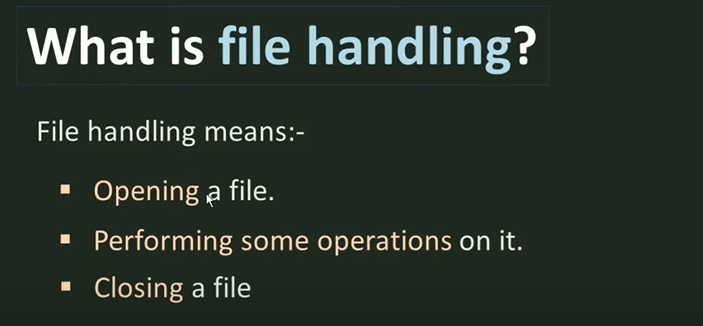 What is file handling?
File handling means:-
▪ Opening a file.
▪ Performing some operations on it.
▪ Closing a file